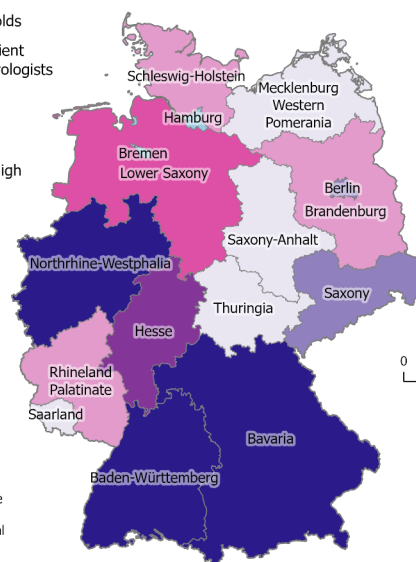 olds
ient
rologists
igh
Schleswig-Holstein
Mecklenburg
Western
Pomerania
Hamburg
Bremen
Lower Saxony
Berlin
Brandenburg
Saxony-Anhalt
Northrhine-Westphalia
Saxony
Thuringia
Hesse
0
Rhineland
Palatinate
Saarland
Bavaria
Baden-Württemberg
e
al